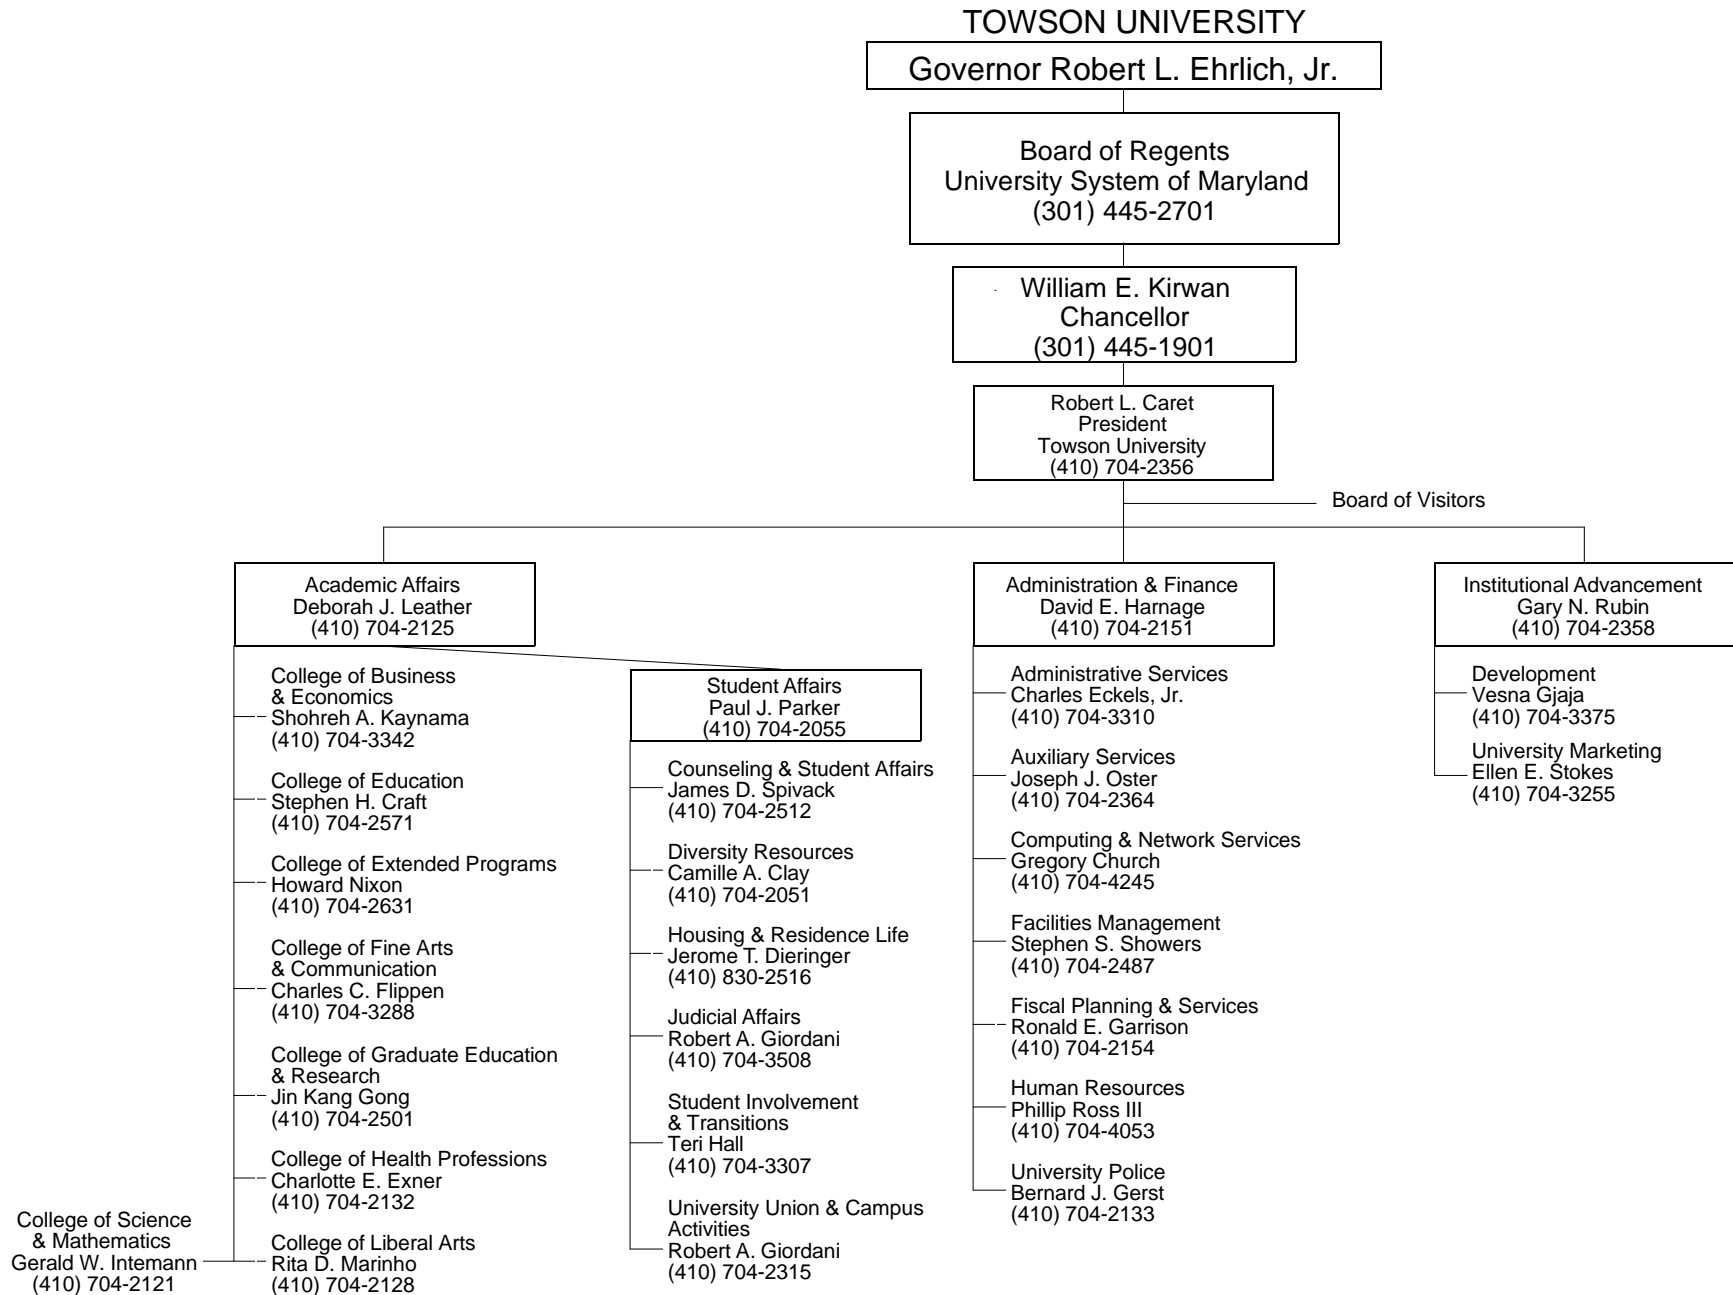 TOWSON UNIVERSITY
Governor Robert L. Ehrlich, Jr.
Board of Regents
University System of Maryland
(301) 445-2701
William E. Kirwan
Chancellor
(301) 445-1901
Robert L. Caret
President
Towson University
(410) 704-2356
Board of Visitors
Academic Affairs
Deborah J. Leather
(410) 704-2125
College of Business
& Economics
Shohreh A. Kaynama
(410) 704-3342
College of Education
Stephen H. Craft
(410) 704-2571
College of Extended Programs
Howard Nixon
(410) 704-2631
College of Fine Arts
& Communication
Charles C. Flippen
(410) 704-3288
College of Graduate Education
& Research
Jin Kang Gong
(410) 704-2501
College of Health Professions
Charlotte E. Exner
(410) 704-2132
College of Liberal Arts
Rita D. Marinho
(410) 704-2128
College of Science
& Mathematics
Gerald W. Intemann
(410) 704-2121
Student Affairs
Paul J. Parker
(410) 704-2055
Counseling & Student Affairs
James D. Spivack
(410) 704-2512
Diversity Resources
Camille A. Clay
(410) 704-2051
Housing & Residence Life
Jerome T. Dieringer
(410) 830-2516
Judicial Affairs
Robert A. Giordani
(410) 704-3508
Student Involvement
& Transitions
Teri Hall
(410) 704-3307
University Union & Campus
Activities
Robert A. Giordani
(410) 704-2315
Administration & Finance
David E. Harnage
(410) 704-2151
Administrative Services
Charles Eckels, Jr.
(410) 704-3310
Auxiliary Services
Joseph J. Oster
(410) 704-2364
Computing & Network Services
Gregory Church
(410) 704-4245
Facilities Management
Stephen S. Showers
(410) 704-2487
Fiscal Planning & Services
Ronald E. Garrison
(410) 704-2154
Human Resources
Phillip Ross III
(410) 704-4053
University Police
Bernard J. Gerst
(410) 704-2133
Institutional Advancement
Gary N. Rubin
(410) 704-2358
Development
Vesna Gjaja
(410) 704-3375
University Marketing
Ellen E. Stokes
(410) 704-3255